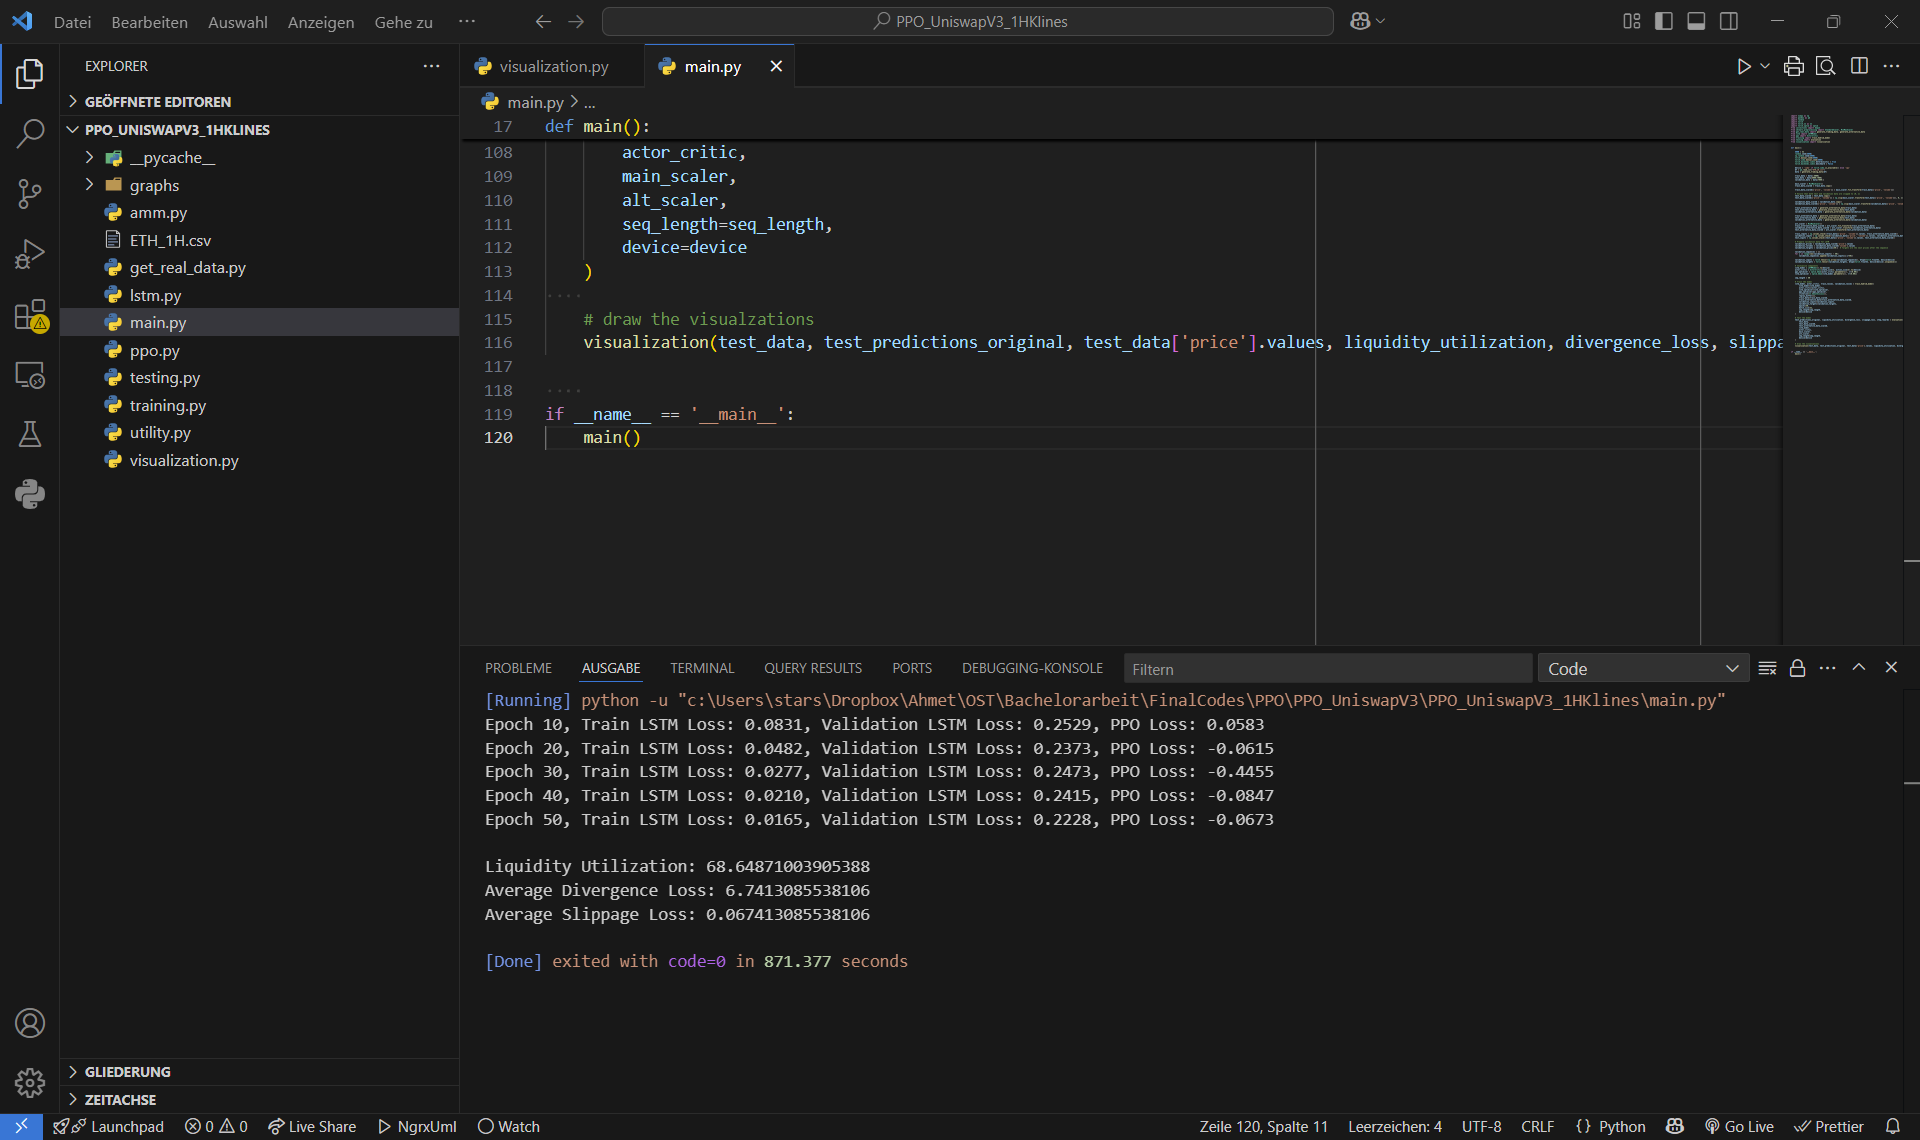 Datei Bearbeiten Auswahl Anzeigen Gehe zu ··· PPO_UniswapV3_1HKlines
EXPLORER
GEÖFFNETE EDITOREN
PPO_UNISWAPV3_1HKLINES
__pycache__
graphs
amm.py
ETH_1H.csv
get_real_data.py
lstm.py
main.py
ppo.py
testing.py
training.py
utility.py
visualization.py
GLIEDERUNG
ZEITACHSE
visualization.py main.py
main.py > ...
17 def main():
108 actor_critic,
109 main_scaler,
110 alt_scaler,
111 seq_length=seq_length,
112 device=device
113 )
114
115 # draw the visualzations
116 visualization(test_data, test_predictions_original, test_data['price'].values, liquidity_utilization, divergence_loss, slippa
117
118
119 if __name__ == '__main__':
120 main()
PROBLEME AUSGABE TERMINAL QUERY RESULTS PORTS DEBUGGING-KONSOLE Filtern Code
[Running] python -u "c:\Users\stars\Dropbox\Ahmet\OST\Bachelorarbeit\FinalCodes\PPO\PPO_UniswapV3\PPO_UniswapV3_1HKlines\main.py"
Epoch 10, Train LSTM Loss: 0.0831, Validation LSTM Loss: 0.2529, PPO Loss: 0.0583
Epoch 20, Train LSTM Loss: 0.0482, Validation LSTM Loss: 0.2373, PPO Loss: -0.0615
Epoch 30, Train LSTM Loss: 0.0277, Validation LSTM Loss: 0.2473, PPO Loss: -0.4455
Epoch 40, Train LSTM Loss: 0.0210, Validation LSTM Loss: 0.2415, PPO Loss: -0.0847
Epoch 50, Train LSTM Loss: 0.0165, Validation LSTM Loss: 0.2228, PPO Loss: -0.0673
Liquidity Utilization: 68.64871003905388
Average Divergence Loss: 6.7413085538106
Average Slippage Loss: 0.067413085538106
[Done] exited with code=0 in 871.377 seconds
Launchpad 0 0 Live Share NgrxUml Watch Zeile 120, Spalte 11 Leerzeichen: 4 UTF-8 CRLF {} Python Go Live Prettier